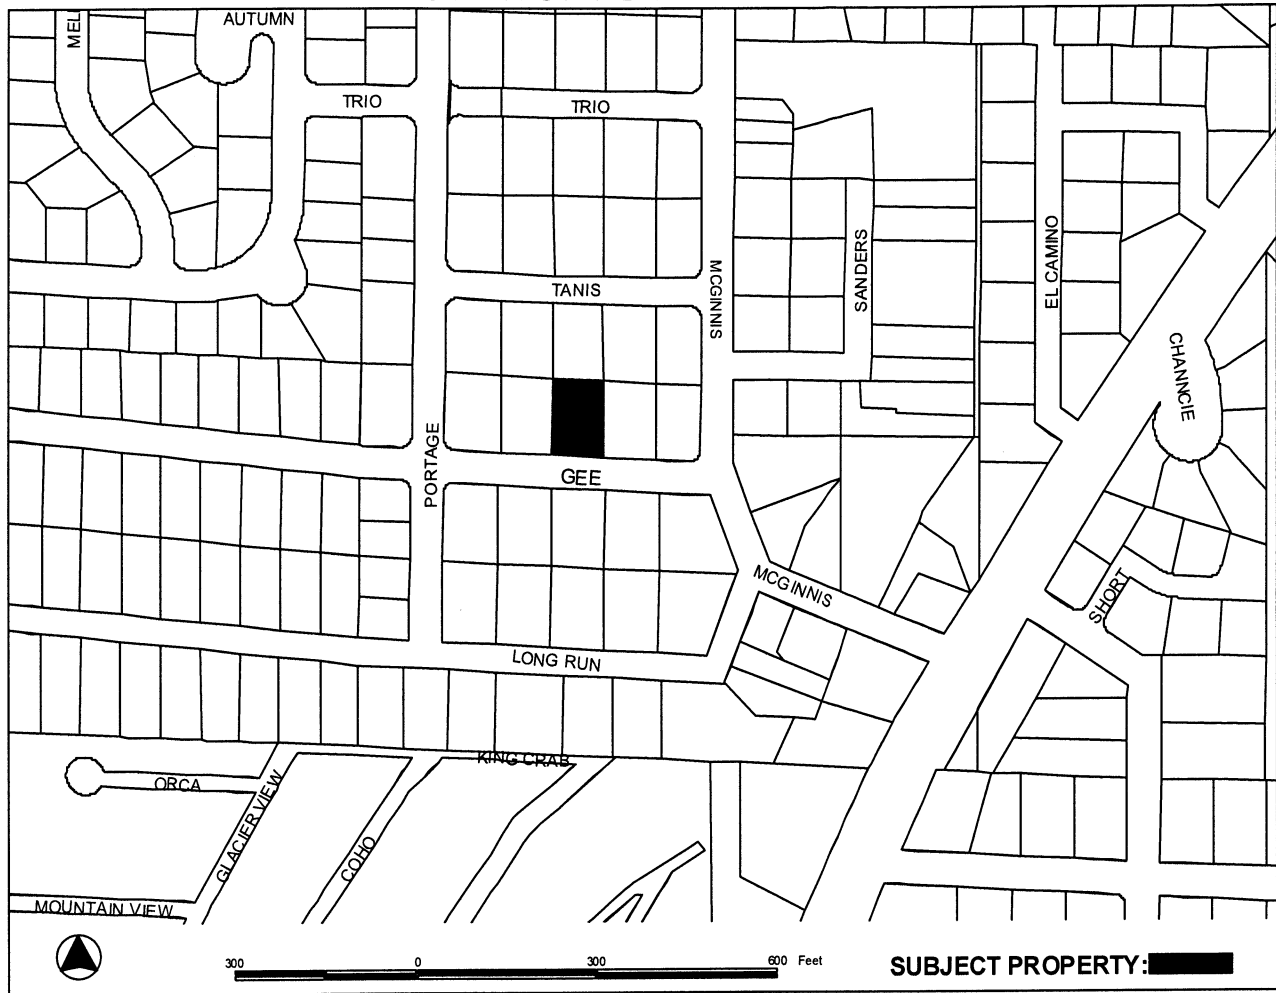 AUTUMN
MEL
TRIO
TRIO
EL CAMINO
SANDERS
MCGINNIS
TANIS
CHANNCIE
PORTAGE
GEE
MCGINNIS
SHORT
LONG RUN
KING CRAB
ORCA
GLACIER VIEW
COHO
MOUNTAIN VIEW
300 0 300 600 Feet
SUBJECT PROPERTY: